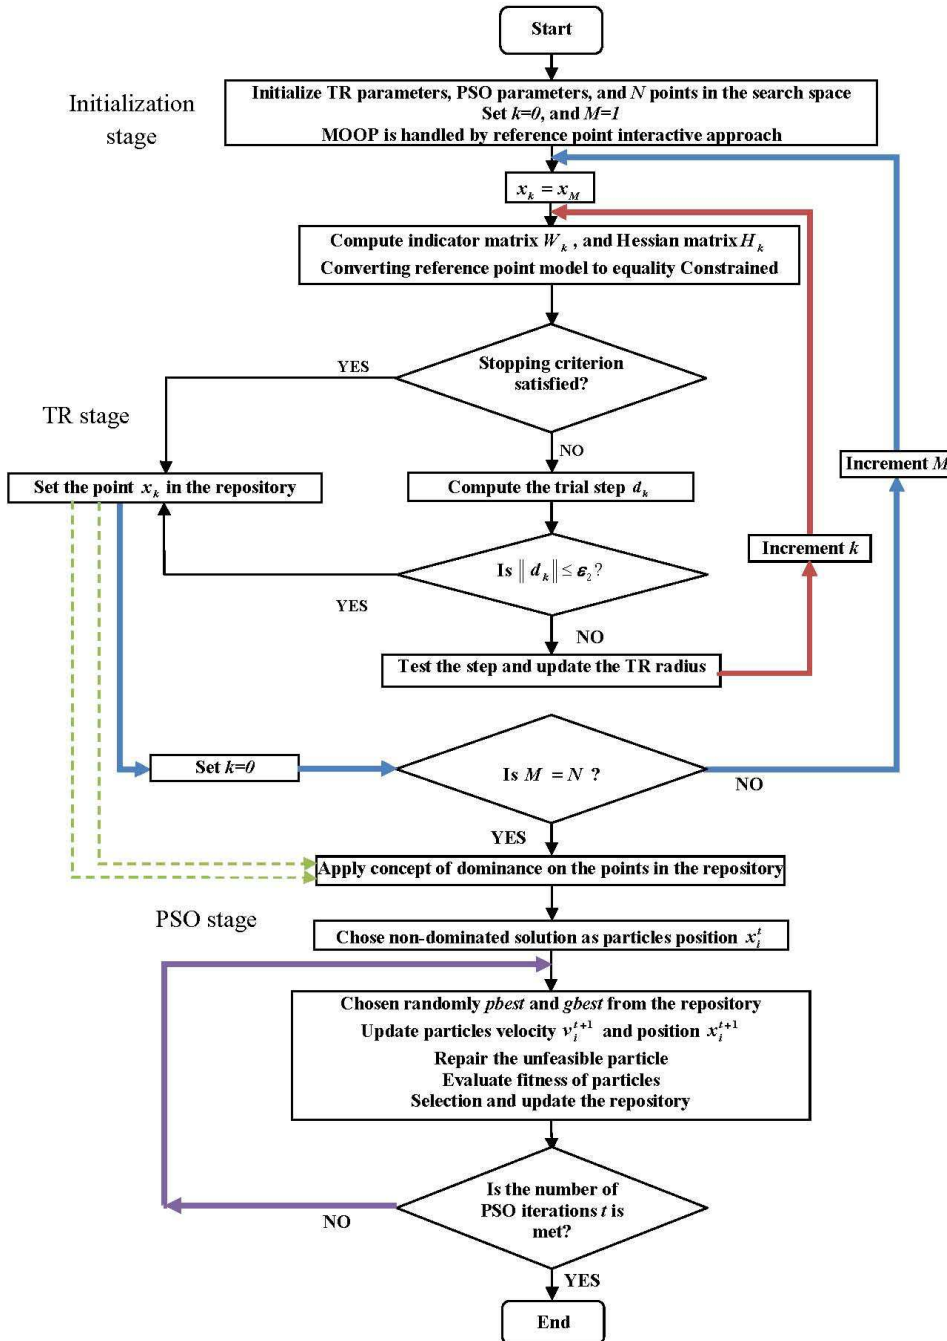 Start
Initialization
stage
Initialize TR parameters, PSO parameters, and N points in the search space
Set k=0, and M=1
MOOP is handled by reference point interactive approach
x_k = x_M
Compute indicator matrix W_k , and Hessian matrix H_k
Converting reference point model to equality Constrained
YES
Stopping criterion
satisfied?
TR stage
NO
Increment M
Set the point x_k in the repository
Compute the trial step d_k
Increment k
Is ‖ d_k ‖ ≤ ε_2 ?
YES
NO
Test the step and update the TR radius
Set k=0
Is M = N ?
NO
YES
Apply concept of dominance on the points in the repository
PSO stage
Chose non-dominated solution as particles position x_i^t
Chosen randomly pbest and gbest from the repository
Update particles velocity v_i^{t+1} and position x_i^{t+1}
Repair the unfeasible particle
Evaluate fitness of particles
Selection and update the repository
Is the number of
PSO iterations t is
met?
NO
YES
End